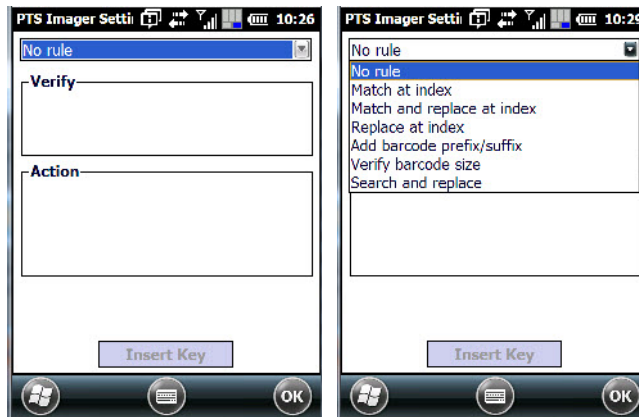 PTS Imager Setti 10:26
No rule
Verify
Action
Insert Key
OK
PTS Imager Setti 10:29
No rule
No rule
Match at index
Match and replace at index
Replace at index
Add barcode prefix/suffix
Verify barcode size
Search and replace
Insert Key
OK